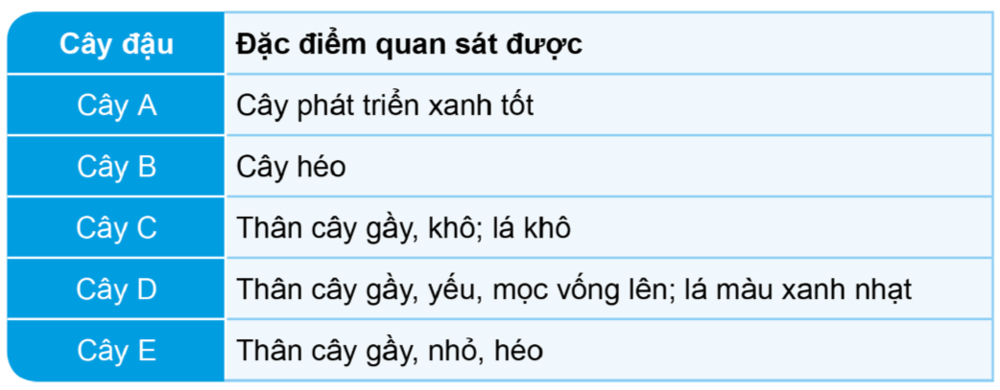 Cây đậu Đặc điểm quan sát được
Cây A Cây phát triển xanh tốt
Cây B Cây héo
Cây C Thân cây gầy, khô; lá khô
Cây D Thân cây gầy, yếu, mọc vống lên; lá màu xanh nhạt
Cây E Thân cây gầy, nhỏ, héo